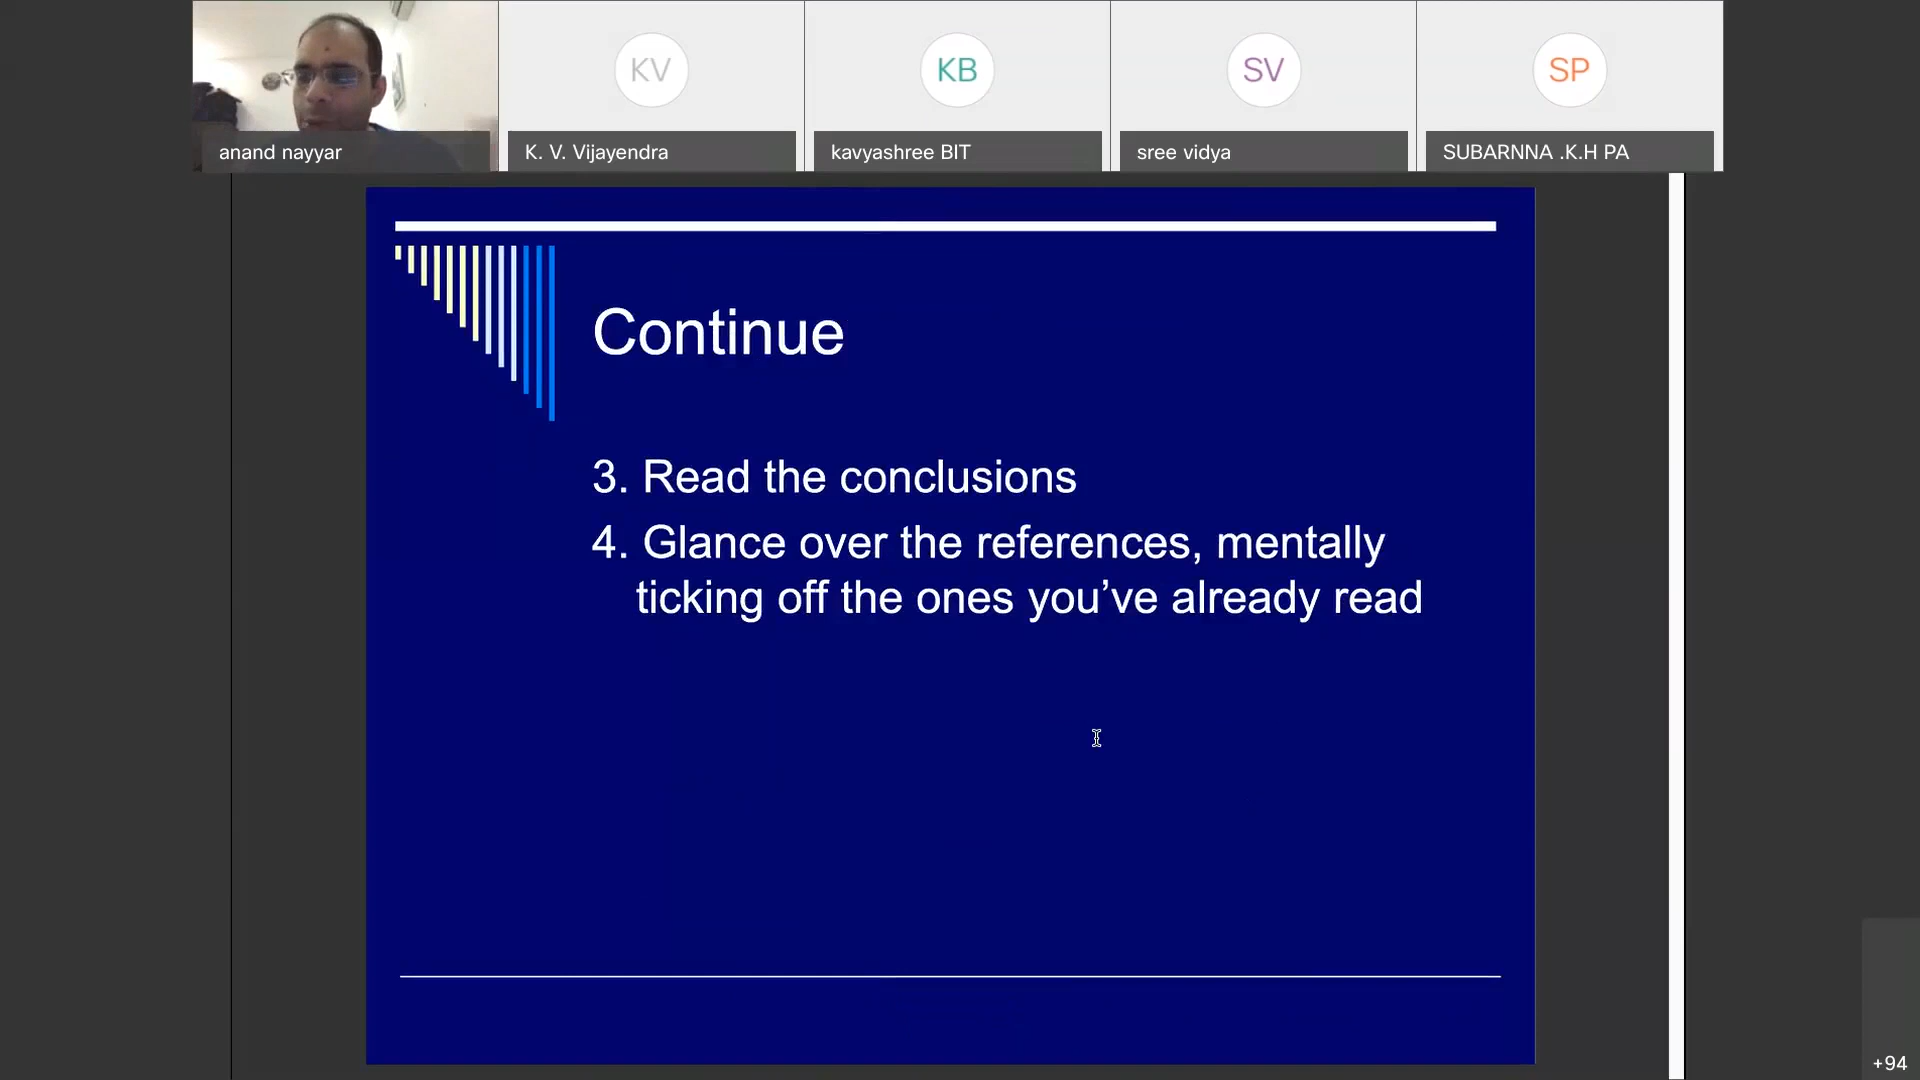 KV
KB
SV
SP
anand nayyar
K. V. Vijayendra
kavyashree BIT
sree vidya
SUBARNNA .K.H PA
Continue
3. Read the conclusions
4. Glance over the references, mentally
ticking off the ones you’ve already read
+94